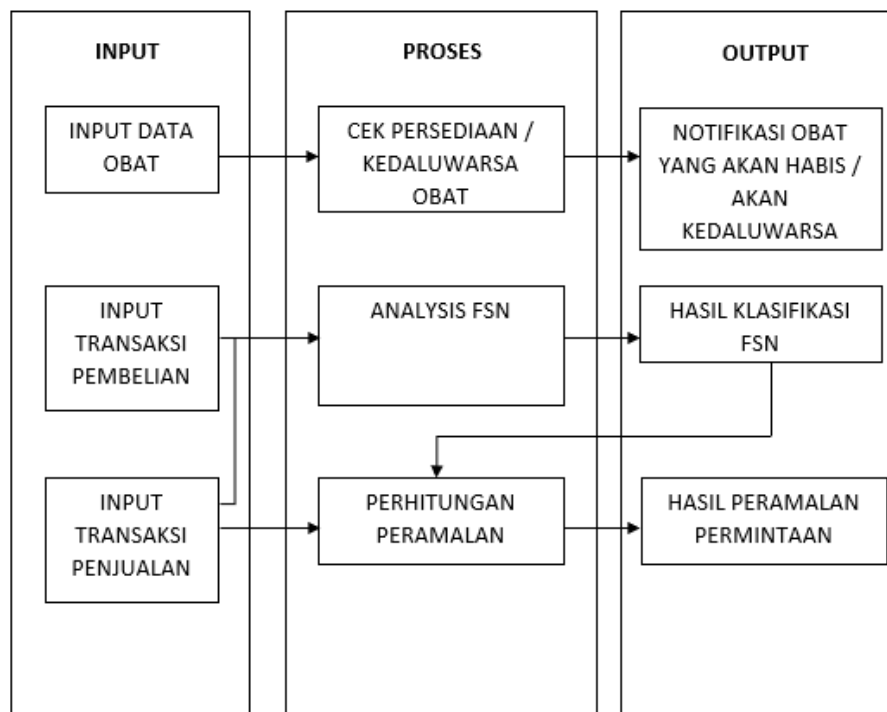 INPUT
INPUT DATA
OBAT
INPUT
TRANSAKSI
PEMBELIAN
INPUT
TRANSAKSI
PENJUALAN
PROSES
CEK PERSEDIAAN /
KEDALUWARSA
OBAT
ANALYSIS FSN
PERHITUNGAN
PERAMALAN
OUTPUT
NOTIFIKASI OBAT
YANG AKAN HABIS /
AKAN
KEDALUWARSA
HASIL KLASIFIKASI
FSN
HASIL PERAMALAN
PERMINTAAN